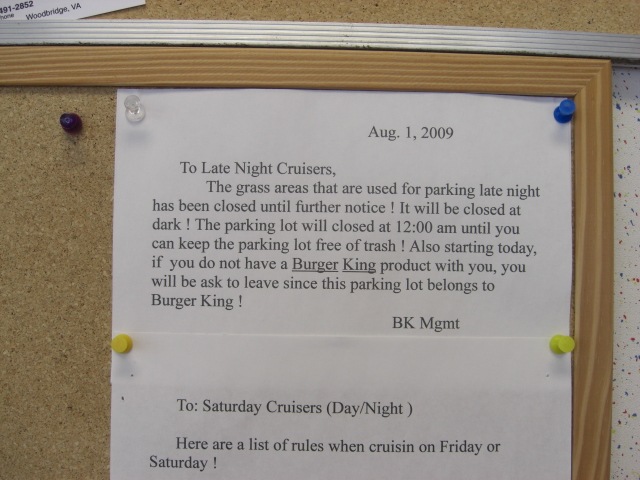 491-2852
Phone Woodbridge, VA
Aug. 1, 2009
To Late Night Cruisers,
The grass areas that are used for parking late night
has been closed until further notice ! It will be closed at
dark ! The parking lot will closed at 12:00 am until you
can keep the parking lot free of trash ! Also starting today,
if you do not have a Burger King product with you, you
will be ask to leave since this parking lot belongs to
Burger King !
BK Mgmt
To: Saturday Cruisers (Day/Night )
Here are a list of rules when cruisin on Friday or
Saturday !